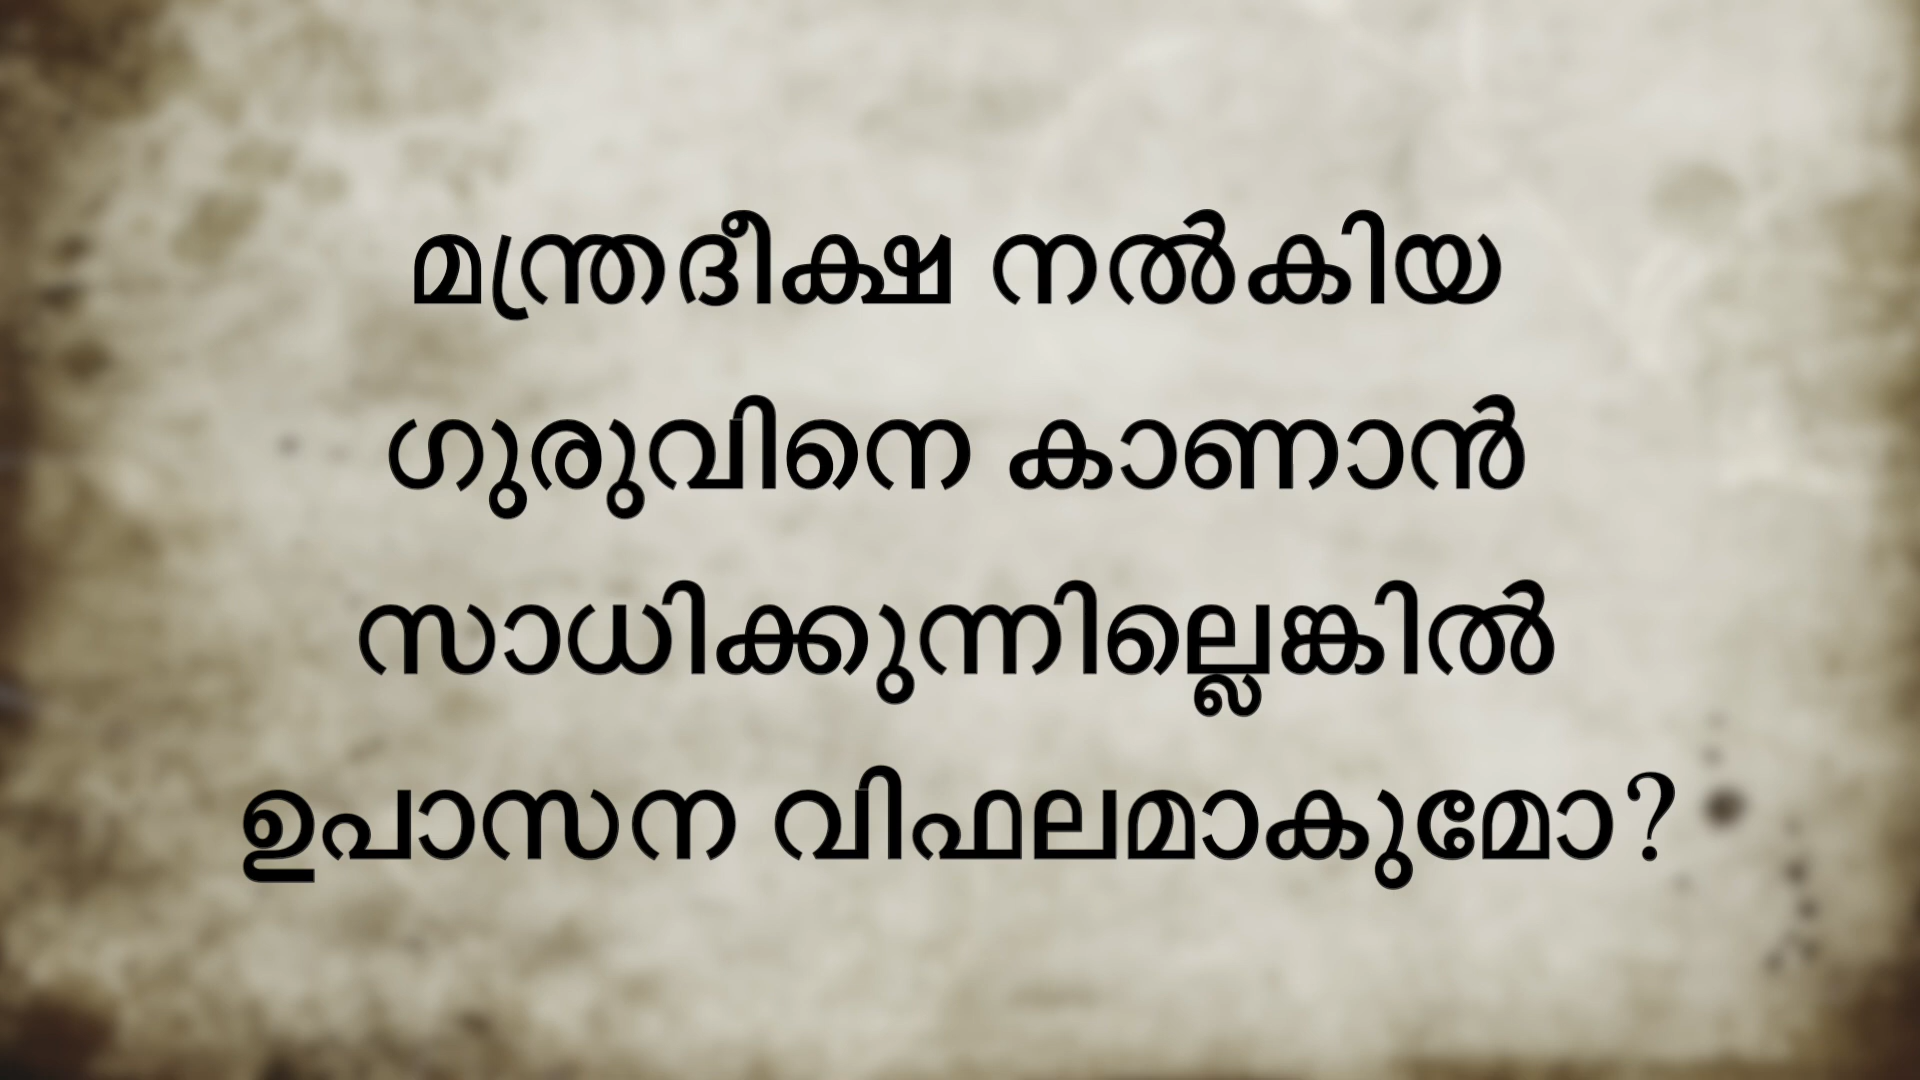 മന്ത്രദീക്ഷ നൽകിയ
ഗുരുവിനെ കാണാൻ
സാധിക്കുന്നില്ലെങ്കിൽ
ഉപാസന വിഫലമാകുമോ?